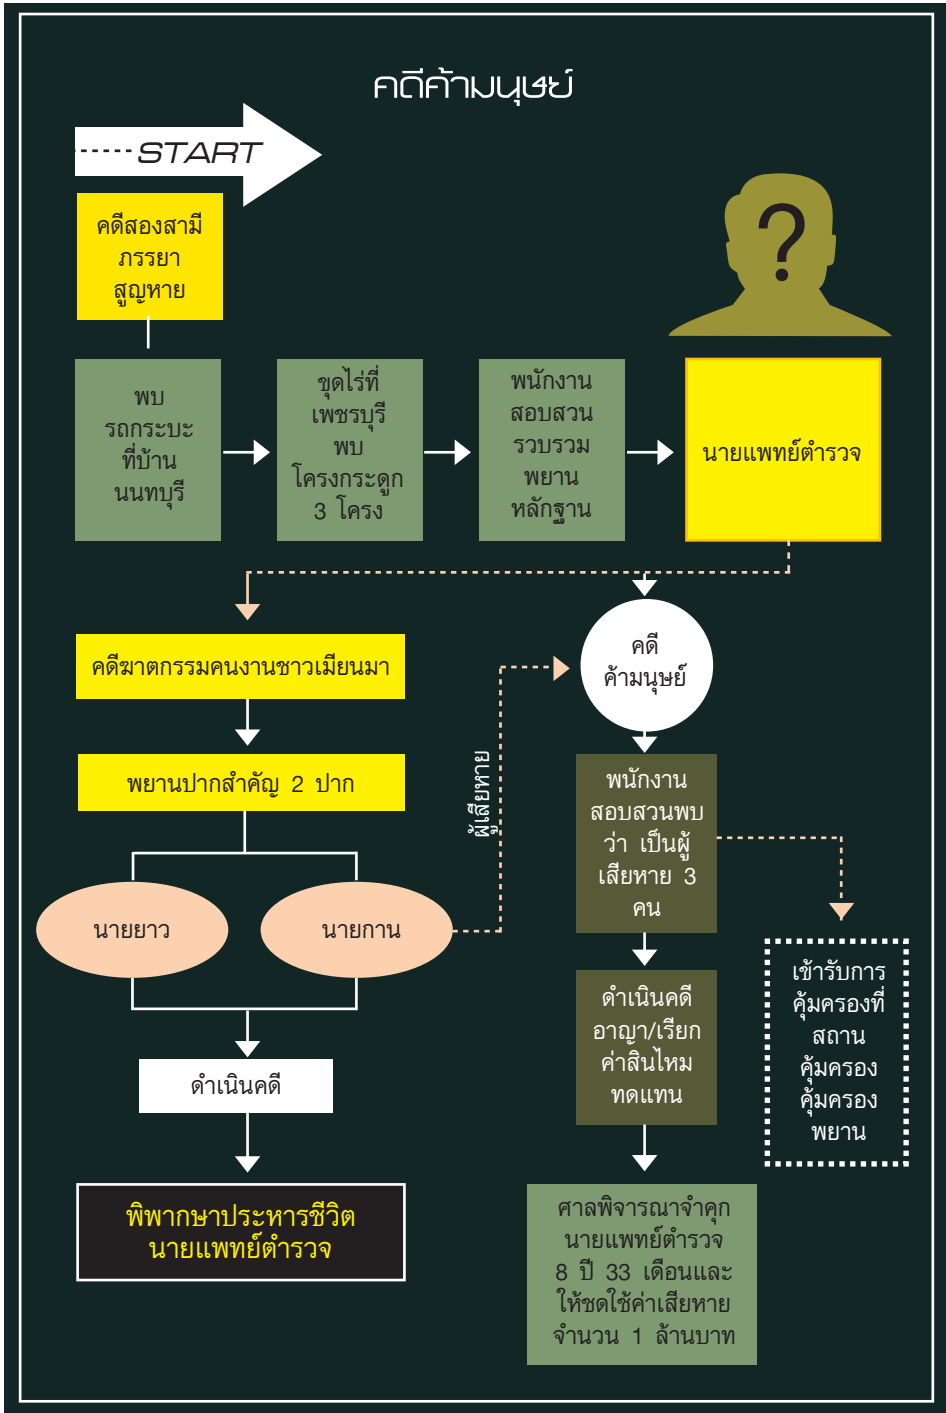 คดีค้ามนุษย์
START
คดีสองสามี
ภรรยา
สูญหาย
?
พบ
รถกระบะ
ที่บ้าน
นนทบุรี
ขุดไร่ที่
เพชรบุรี
พบ
โครงกระดูก
3 โครง
พนักงาน
สอบสวน
รวบรวม
พยาน
หลักฐาน
นายแพทย์ตำรวจ
คดีฆาตกรรมคนงานชาวเมียนมา
พยานปากสำคัญ 2 ปาก
นายยาว
นายกาน
ดำเนินคดี
พิพากษาประหารชีวิต
นายแพทย์ตำรวจ
ผู้เสียหาย
คดี
ค้ามนุษย์
พนักงาน
สอบสวนพบ
ว่า เป็นผู้
เสียหาย 3
คน
ดำเนินคดี
อาญา/เรียก
ค่าสินไหม
ทดแทน
ศาลพิจารณาจำคุก
นายแพทย์ตำรวจ
8 ปี 33 เดือนและ
ให้ชดใช้ค่าเสียหาย
จำนวน 1 ล้านบาท
เข้ารับการ
คุ้มครองที่
สถาน
คุ้มครอง
คุ้มครอง
พยาน